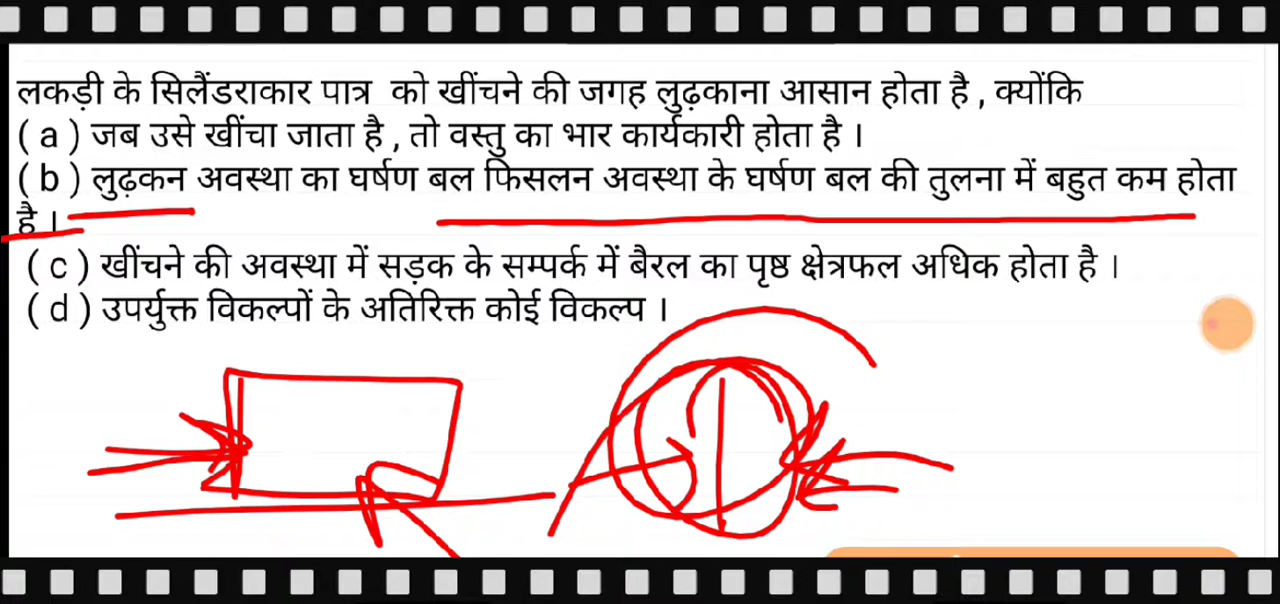 लकड़ी के सिलैंडराकार पात्र को खींचने की जगह लुढ़काना आसान होता है , क्योंकि
( a ) जब उसे खींचा जाता है , तो वस्तु का भार कार्यकारी होता है ।
( b ) लुढ़कन अवस्था का घर्षण बल फिसलन अवस्था के घर्षण बल की तुलना में बहुत कम होता
है ।
( c ) खींचने की अवस्था में सड़क के सम्पर्क में बैरल का पृष्ठ क्षेत्रफल अधिक होता है ।
( d ) उपर्युक्त विकल्पों के अतिरिक्त कोई विकल्प ।